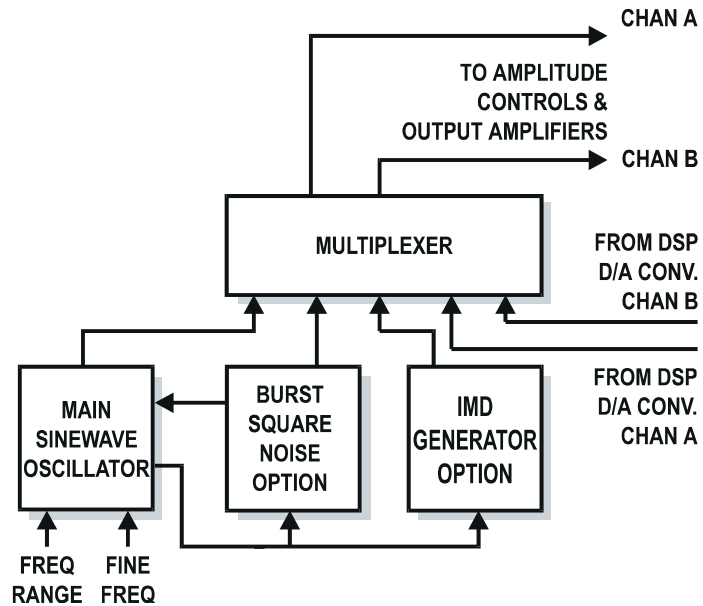 CHAN A
TO AMPLITUDE
CONTROLS &
OUTPUT AMPLIFIERS
CHAN B
MULTIPLEXER
FROM DSP
D/A CONV.
CHAN B
FROM DSP
D/A CONV.
CHAN A
MAIN
SINEWAVE
OSCILLATOR
BURST
SQUARE
NOISE
OPTION
IMD
GENERATOR
OPTION
FREQ
RANGE
FINE
FREQ